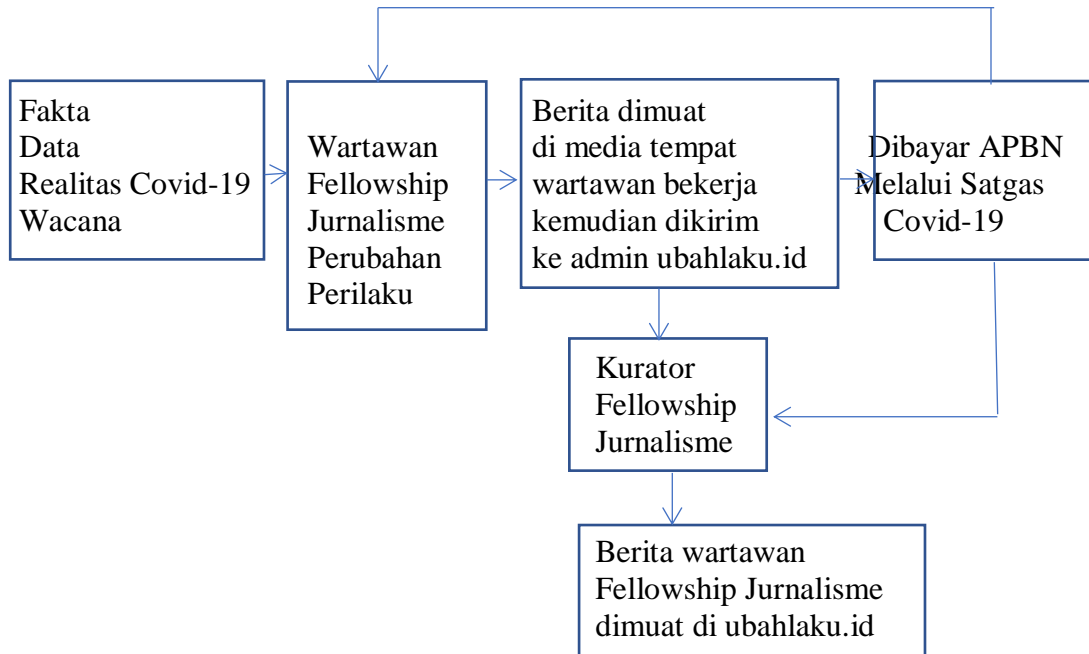 Fakta
Data
Realitas Covid-19
Wacana
Wartawan
Fellowship
Jurnalisme
Perubahan
Perilaku
Berita dimuat
di media tempat
wartawan bekerja
kemudian dikirim
ke admin ubahlaku.id
Dibayar APBN
Melalui Satgas
Covid-19
Kurator
Fellowship
Jurnalisme
Berita wartawan
Fellowship Jurnalisme
dimuat di ubahlaku.id